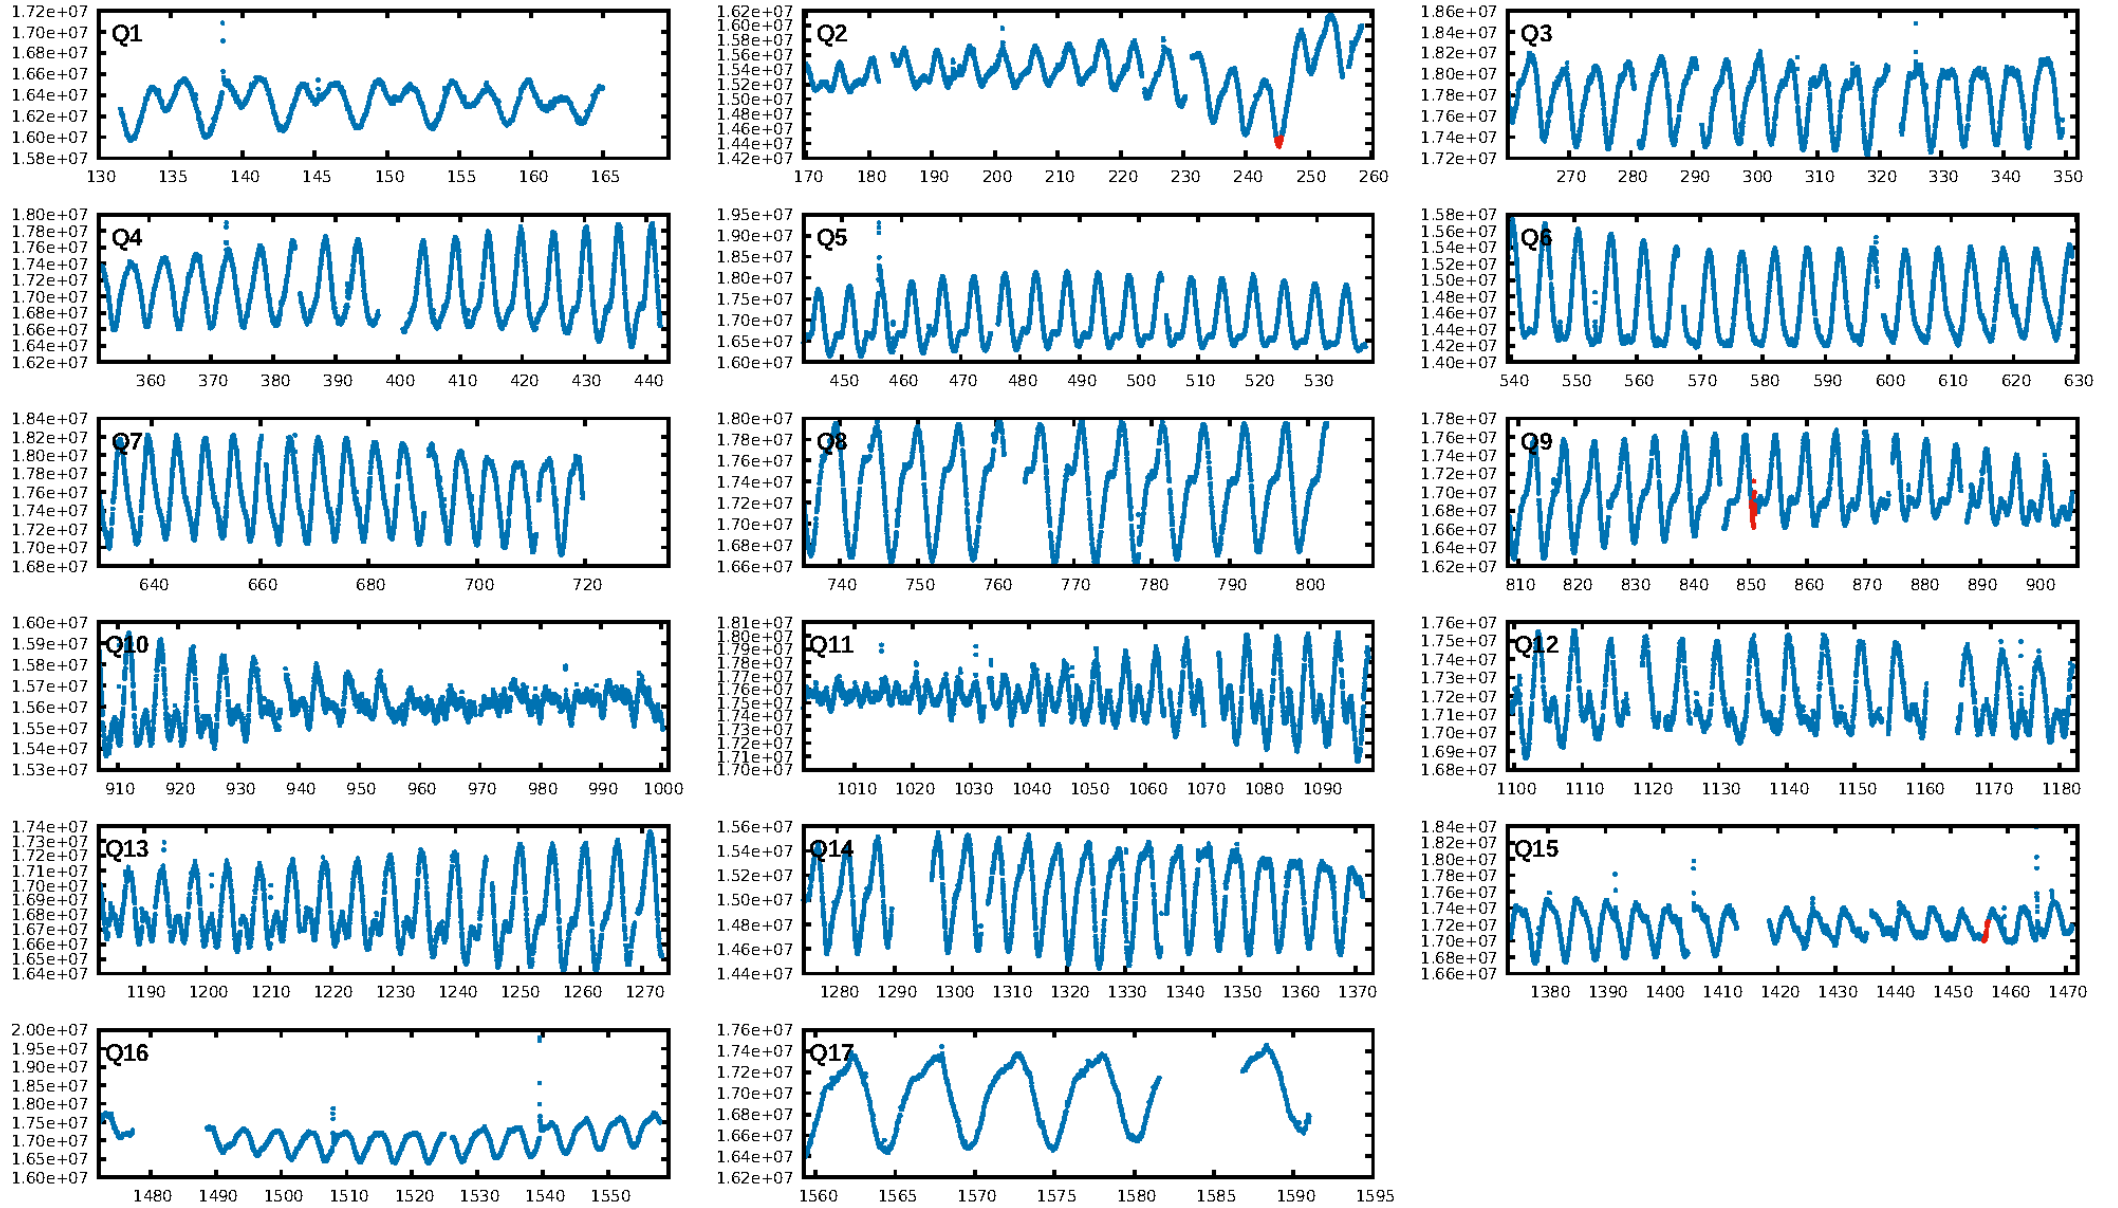 1.72e+07
1.70e+07
1.68e+07
1.66e+07
1.64e+07
1.62e+07
1.60e+07
1.58e+07
Q1
130 135 140 145 150 155 160 165
1.62e+07
1.60e+07
1.58e+07
1.56e+07
1.54e+07
1.52e+07
1.50e+07
1.48e+07
1.46e+07
1.44e+07
1.42e+07
Q2
170 180 190 200 210 220 230 240 250 260
1.86e+07
1.84e+07
1.82e+07
1.80e+07
1.78e+07
1.76e+07
1.74e+07
1.72e+07
Q3
270 280 290 300 310 320 330 340 350
1.80e+07
1.78e+07
1.76e+07
1.74e+07
1.72e+07
1.70e+07
1.68e+07
1.66e+07
1.64e+07
1.62e+07
Q4
360 370 380 390 400 410 420 430 440
1.95e+07
1.90e+07
1.85e+07
1.80e+07
1.75e+07
1.70e+07
1.65e+07
1.60e+07
Q5
450 460 470 480 490 500 510 520 530
1.58e+07
1.56e+07
1.54e+07
1.52e+07
1.50e+07
1.48e+07
1.46e+07
1.44e+07
1.42e+07
1.40e+07
Q6
540 550 560 570 580 590 600 610 620 630
1.84e+07
1.82e+07
1.80e+07
1.78e+07
1.76e+07
1.74e+07
1.72e+07
1.70e+07
1.68e+07
Q7
640 660 680 700 720
1.80e+07
1.78e+07
1.76e+07
1.74e+07
1.72e+07
1.70e+07
1.68e+07
1.66e+07
Q8
740 750 760 770 780 790 800
1.78e+07
1.76e+07
1.74e+07
1.72e+07
1.70e+07
1.68e+07
1.66e+07
1.64e+07
1.62e+07
Q9
810 820 830 840 850 860 870 880 890 900
1.60e+07
1.59e+07
1.58e+07
1.57e+07
1.56e+07
1.55e+07
1.54e+07
1.53e+07
Q10
910 920 930 940 950 960 970 980 990 1000
1.81e+07
1.80e+07
1.79e+07
1.78e+07
1.77e+07
1.76e+07
1.75e+07
1.74e+07
1.73e+07
1.72e+07
1.71e+07
1.70e+07
Q11
1010 1020 1030 1040 1050 1060 1070 1080 1090
1.76e+07
1.75e+07
1.74e+07
1.73e+07
1.72e+07
1.71e+07
1.70e+07
1.69e+07
1.68e+07
Q12
1100 1110 1120 1130 1140 1150 1160 1170 1180
1.74e+07
1.73e+07
1.72e+07
1.71e+07
1.70e+07
1.69e+07
1.68e+07
1.67e+07
1.66e+07
1.65e+07
1.64e+07
Q13
1190 1200 1210 1220 1230 1240 1250 1260 1270
1.56e+07
1.54e+07
1.52e+07
1.50e+07
1.48e+07
1.46e+07
1.44e+07
Q14
1280 1290 1300 1310 1320 1330 1340 1350 1360 1370
1.84e+07
1.82e+07
1.80e+07
1.78e+07
1.76e+07
1.74e+07
1.72e+07
1.70e+07
1.68e+07
1.66e+07
Q15
1380 1390 1400 1410 1420 1430 1440 1450 1460 1470
2.00e+07
1.95e+07
1.90e+07
1.85e+07
1.80e+07
1.75e+07
1.70e+07
1.65e+07
1.60e+07
Q16
1480 1490 1500 1510 1520 1530 1540 1550
1.76e+07
1.74e+07
1.72e+07
1.70e+07
1.68e+07
1.66e+07
1.64e+07
1.62e+07
Q17
1560 1565 1570 1575 1580 1585 1590 1595